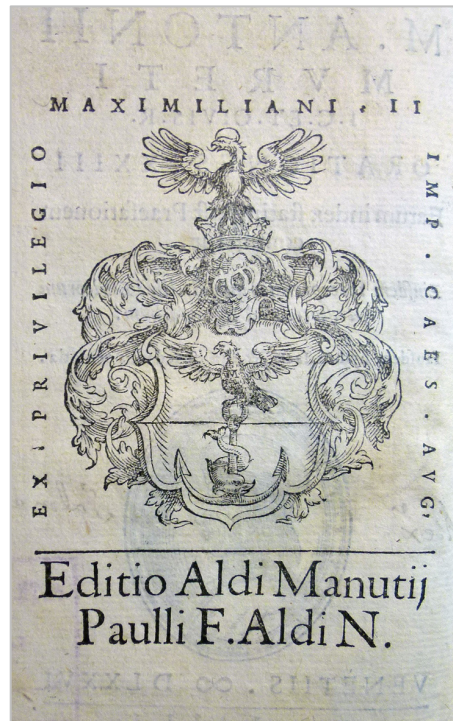 EX PRIVILEGIO
MAXIMILIANI. II
IMP. CAES. AVG,
Editio Aldi Manutij
Paulli F. Aldi N.